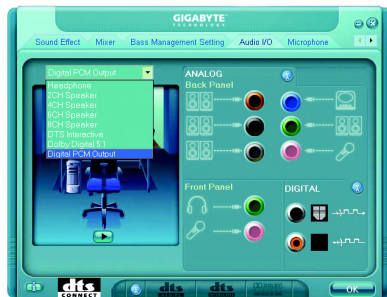 GIGABYTE
TECHNOLOGY
Sound Effect Mixer Bass Management Setting Audio I/O Microphone
Digital PCM Output
Headphone
2CH Speaker
4CH Speaker
6CH Speaker
8CH Speaker
DTS Interactive
Dolby Digital 5.1
Digital PCM Output
ANALOG
Back Panel
Front Panel
DIGITAL
dts
CONNECT
dts
dts
OK